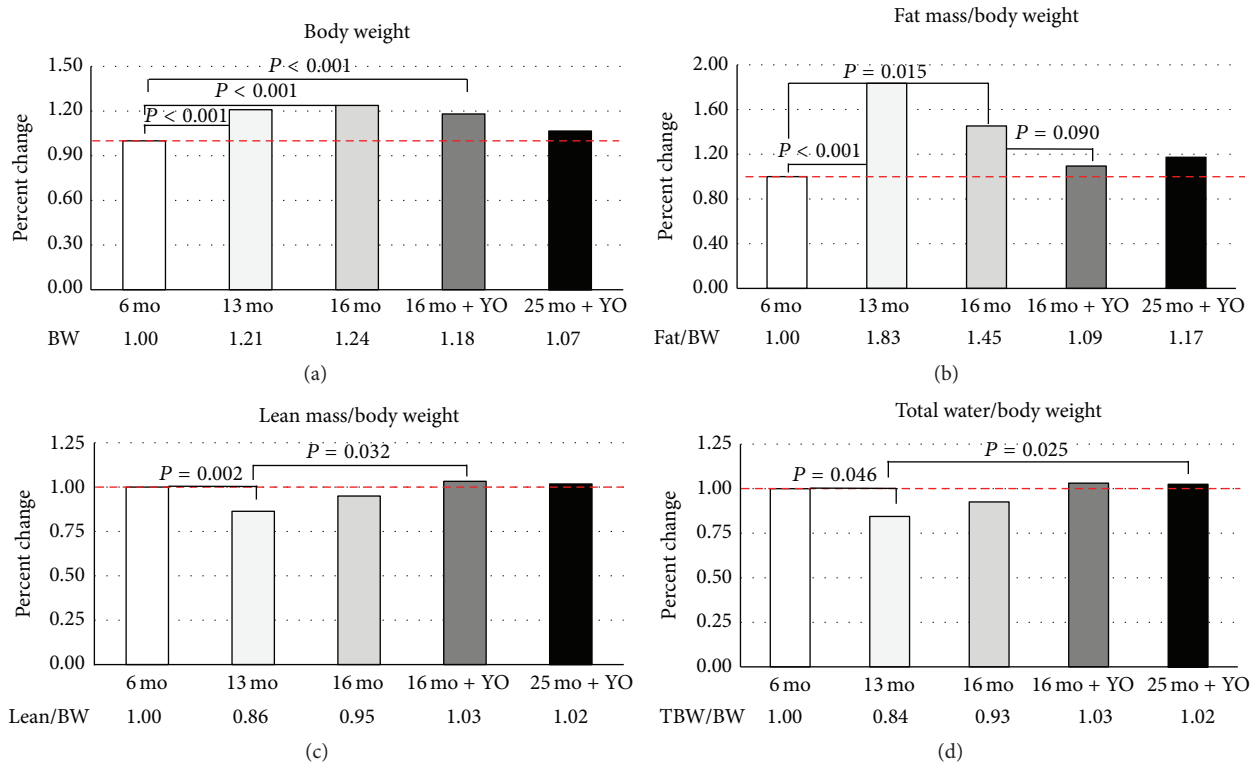 Body weight
Percent change
1.50
1.20
0.90
0.60
0.30
0.00
P < 0.001
P < 0.001
P < 0.001
6 mo 13 mo 16 mo 16 mo + YO 25 mo + YO
BW 1.00 1.21 1.24 1.18 1.07
(a)
Fat mass/body weight
Percent change
2.00
1.60
1.20
0.80
0.40
0.00
P = 0.015
P = 0.090
P < 0.001
6 mo 13 mo 16 mo 16 mo + YO 25 mo + YO
Fat/BW 1.00 1.83 1.45 1.09 1.17
(b)
Lean mass/body weight
Percent change
1.25
1.00
0.75
0.50
0.25
0.00
P = 0.032
P = 0.002
6 mo 13 mo 16 mo 16 mo + YO 25 mo + YO
Lean/BW 1.00 0.86 0.95 1.03 1.02
(c)
Total water/body weight
Percent change
1.25
1.00
0.75
0.50
0.25
0.00
P = 0.025
P = 0.046
6 mo 13 mo 16 mo 16 mo + YO 25 mo + YO
TBW/BW 1.00 0.84 0.93 1.03 1.02
(d)